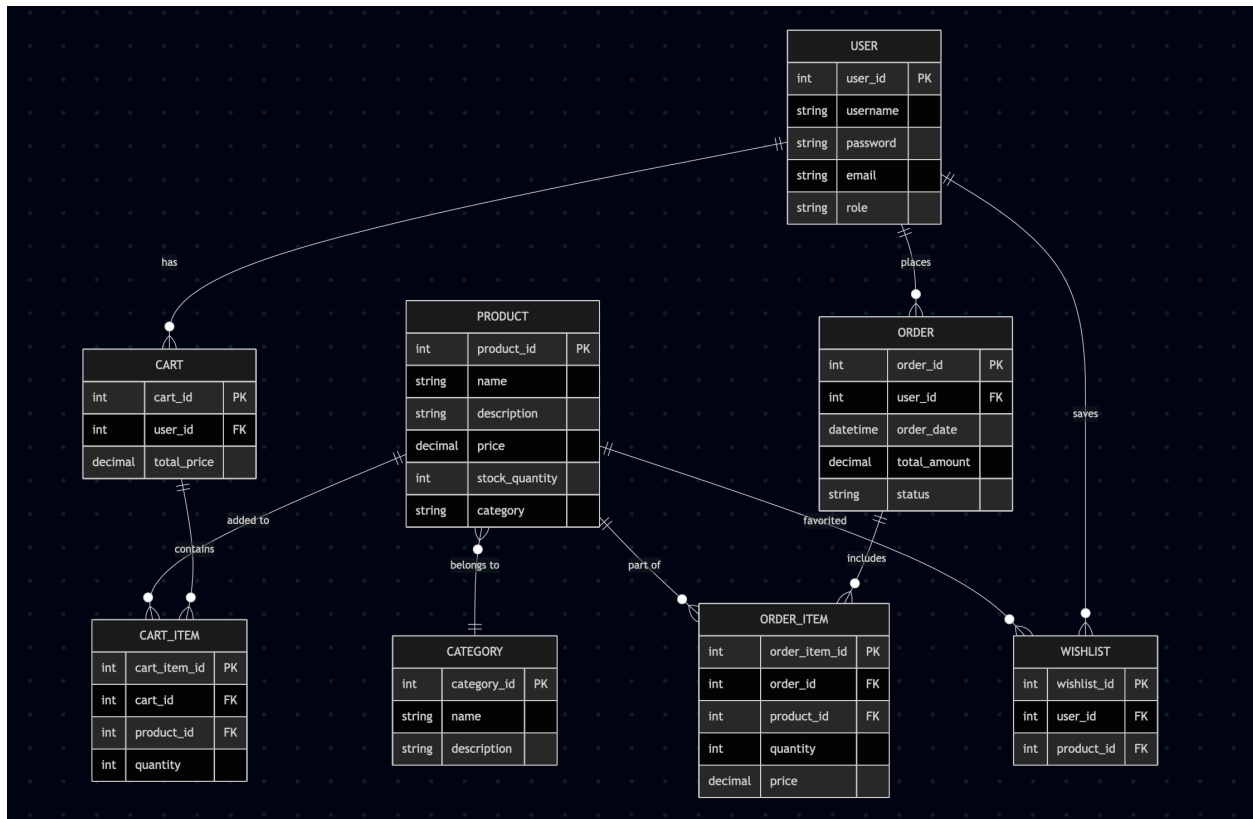 USER
int user_id PK
string username
string password
string email
string role
has
places
saves
PRODUCT
int product_id PK
string name
string description
decimal price
int stock_quantity
string category
ORDER
int order_id PK
int user_id FK
datetime order_date
decimal total_amount
string status
CART
int cart_id PK
int user_id FK
decimal total_price
added to
contains
belongs to
part of
favorited
includes
CART_ITEM
int cart_item_id PK
int cart_id FK
int product_id FK
int quantity
CATEGORY
int category_id PK
string name
string description
ORDER_ITEM
int order_item_id PK
int order_id FK
int product_id FK
int quantity
decimal price
WISHLIST
int wishlist_id PK
int user_id FK
int product_id FK